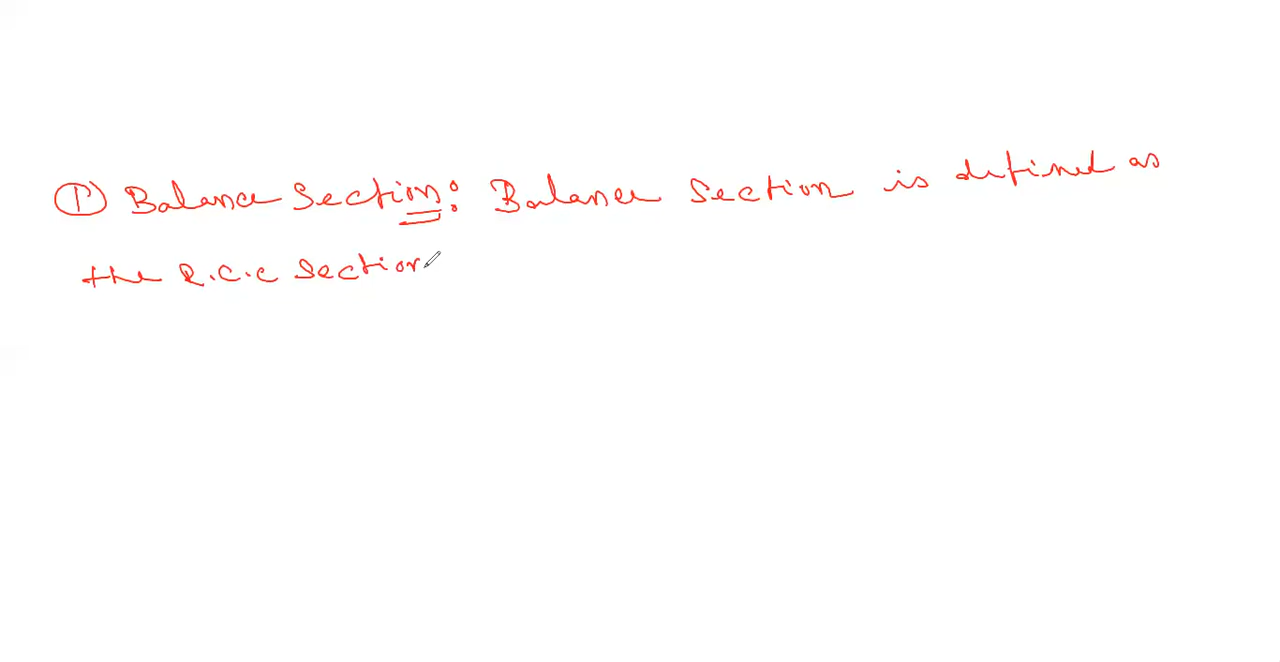 ① Balance Section: Balance Section is defined as
the R.C.C Section